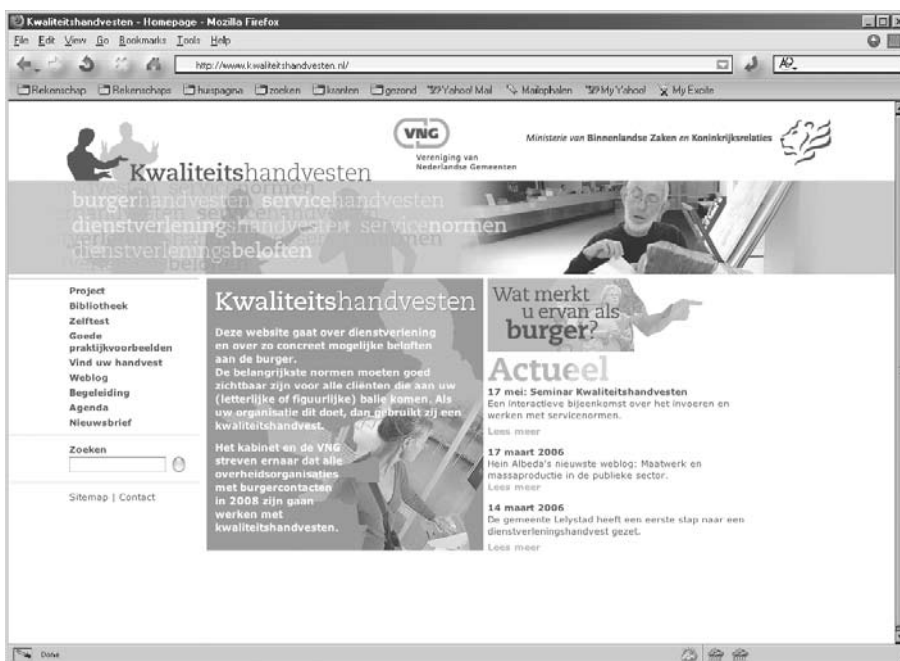 Kwaliteitshandvesten - Homepage - Mozilla Firefox
File Edit View Go Bookmarks Tools Help
http://www.kwaliteitshandvesten.nl/
Rekenschap Rekenschaps huispagina zoeken kranten gezond Yahoo! Mail Mailophalen My Yahoo! My Excite
VNG
Vereniging van
Nederlandse Gemeenten
Ministerie van Binnenlandse Zaken en Koninkrijksrelaties
Kwaliteitshandvesten
burgerhandvesten servicehandvesten
dienstverleningshandvesten servicenormen
dienstverleningsbeloften
Project
Bibliotheek
Zelftest
Goede
praktijkvoorbeelden
Vind uw handvest
Weblog
Begeleiding
Agenda
Nieuwsbrief
Zoeken
Sitemap | Contact
Kwaliteitshandvesten
Deze website gaat over dienstverlening
en over zo concreet mogelijke beloften
aan de burger.
De belangrijkste normen moeten goed
zichtbaar zijn voor alle cliënten die aan uw
(letterlijke of figuurlijke) balie komen. Als
uw organisatie dit doet, dan gebruikt zij een
kwaliteitshandvest.
Het kabinet en de VNG
streven ernaar dat alle
overheidsorganisaties
met burgercontacten
in 2008 zijn gaan
werken met
kwaliteitshandvesten.
Wat merkt
u ervan als
burger?
Actueel
17 mei: Seminar Kwaliteitshandvesten
Een interactieve bijeenkomst over het invoeren en
werken met servicenormen.
Lees meer
17 maart 2006
Hein Albeda's nieuwste weblog: Maatwerk en
massaproductie in de publieke sector.
Lees meer
14 maart 2006
De gemeente Lelystad heeft een eerste stap naar een
dienstverleningshandvest gezet.
Lees meer
Done